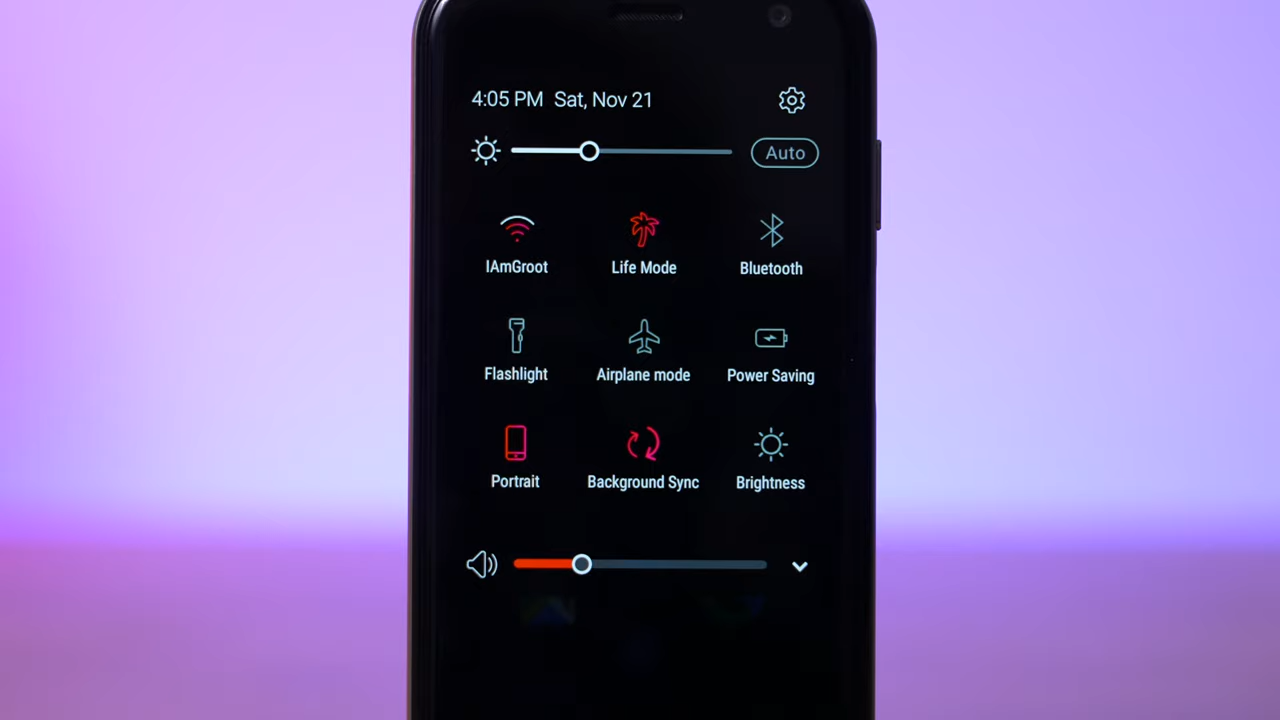 4:05 PM Sat, Nov 21
Auto
IAmGroot Life Mode Bluetooth
Flashlight Airplane mode Power Saving
Portrait Background Sync Brightness